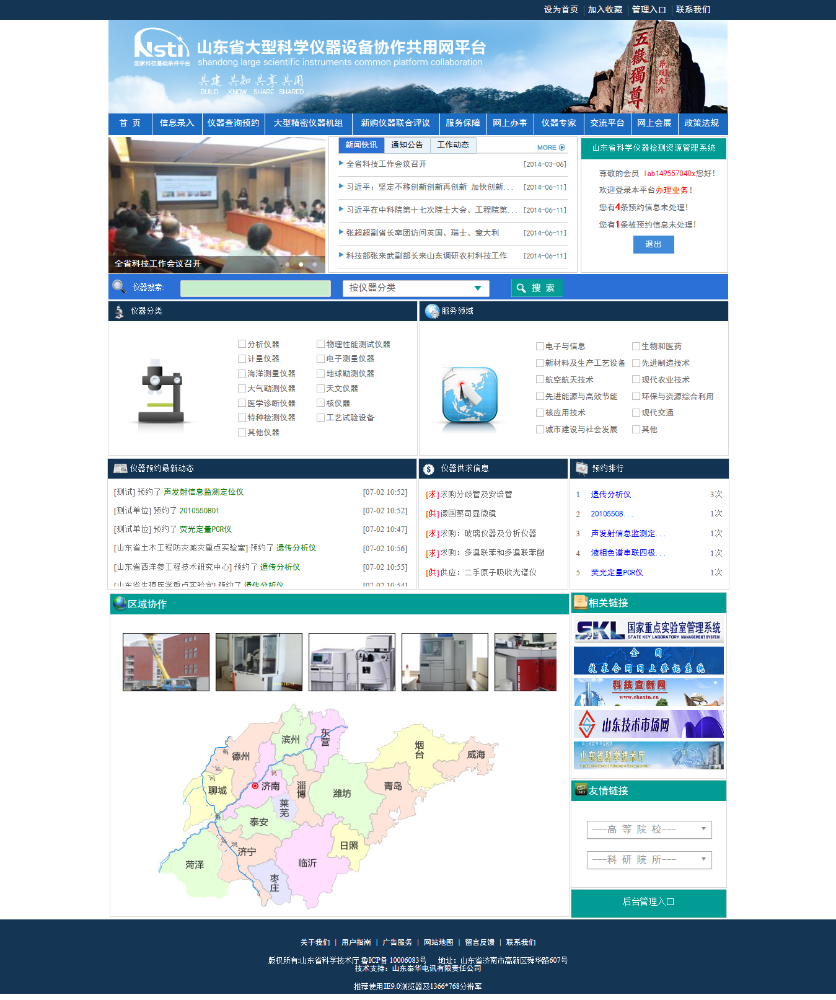 设为首页 加入收藏 管理入口 联系我们
Nsti
国家科技基础条件平台
山东省大型科学仪器设备协作共用网平台
shandong large scientific instruments common platform collaboration
共建 共知 共享 共用
BUILD KNOW SHARE SHARED
五嶽獨尊
昂頭天外
首 页 信息录入 仪器查询预约 大型精密仪器机组 新购仪器联合评议 服务保障 网上办事 仪器专家 交流平台 网上会展 政策法规
全省科技工作会议召开
新闻快讯 通知公告 工作动态 MORE
全省科技工作会议召开 [2014-03-06]
习近平：坚定不移创新创新再创新 加快创新... [2014-06-11]
习近平在中科院第十七次院士大会、工程院第... [2014-06-11]
张超超副省长率团访问英国、瑞士、意大利 [2014-06-11]
科技部张来武副部长来山东调研农村科技工作 [2014-06-11]
山东省科学仪器检测资源管理系统
尊敬的会员 lab149557040x您好！
欢迎登录本平台办理业务！
您有4条预约信息未处理！
您有1条被预约信息未处理！
退出
仪器搜索: 按仪器分类 搜 索
仪器分类
分析仪器 物理性能测试仪器
计量仪器 电子测量仪器
海洋测量仪器 地球勘测仪器
大气勘测仪器 天文仪器
医学诊断仪器 核仪器
特种检测仪器 工艺试验设备
其他仪器
服务领域
电子与信息 生物和医药
新材料及生产工艺设备 先进制造技术
航空航天技术 现代农业技术
先进能源与高效节能 环保与资源综合利用
核应用技术 现代交通
城市建设与社会发展 其他
仪器预约最新动态
[测试] 预约了 声发射信息监测定位仪 [07-02 10:52]
[测试单位] 预约了 2010550801 [07-02 10:52]
[测试单位] 预约了 荧光定量PCR仪 [07-02 10:47]
[山东省土木工程防灾减灾重点实验室] 预约了 遗传分析仪 [07-02 10:56]
[山东省西洋参工程技术研究中心] 预约了 遗传分析仪 [07-02 10:55]
[山东省生殖医学重点实验室] 预约了 遗传分析仪 [07-02 10:54]
仪器供求信息
[求]求购分歧管及安培管
[供]德国蔡司显微镜
[求]求购：玻璃仪器及分析仪器
[求]求购：多溴联苯和多溴联苯醚
[供]供应：二手原子吸收光谱仪
预约排行
1 遗传分析仪 3次
2 20105508... 1次
3 声发射信息监测定... 1次
4 液相色谱串联四极... 1次
5 荧光定量PCR仪 1次
区域协作
滨州
东营
德州
烟台
威海
济南
淄博
聊城
莱芜
潍坊
青岛
泰安
济宁
日照
菏泽
临沂
枣庄
南
运
河
河
鲁
运
河
相关链接
SKL 国家重点实验室管理系统
STATE KEY LABORATORY MANAGEMENT SYSTEM
全 国
技术合同网上登记系统
科技查新网
www.chaxin.cn
山东技术市场网
山东省科学技术厅
友情链接
LINKS
---高 等 院 校---
---科 研 院 所---
后台管理入口
关于我们 | 用户指南 | 广告服务 | 网站地图 | 留言反馈 | 联系我们
版权所有:山东省科学技术厅 鲁ICP备 10006083号 地址：山东省济南市高新区舜华路607号
技术支持：山东泰华电讯有限责任公司
推荐使用IE9.0浏览器及1366*768分辨率